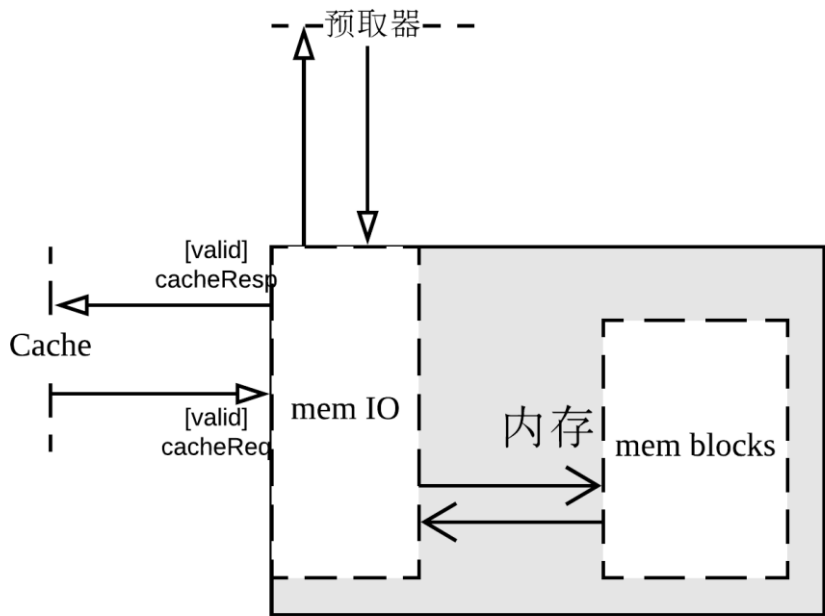 预取器
[valid]
cacheResp
Cache
[valid]
cacheReq
mem IO
内存
mem blocks